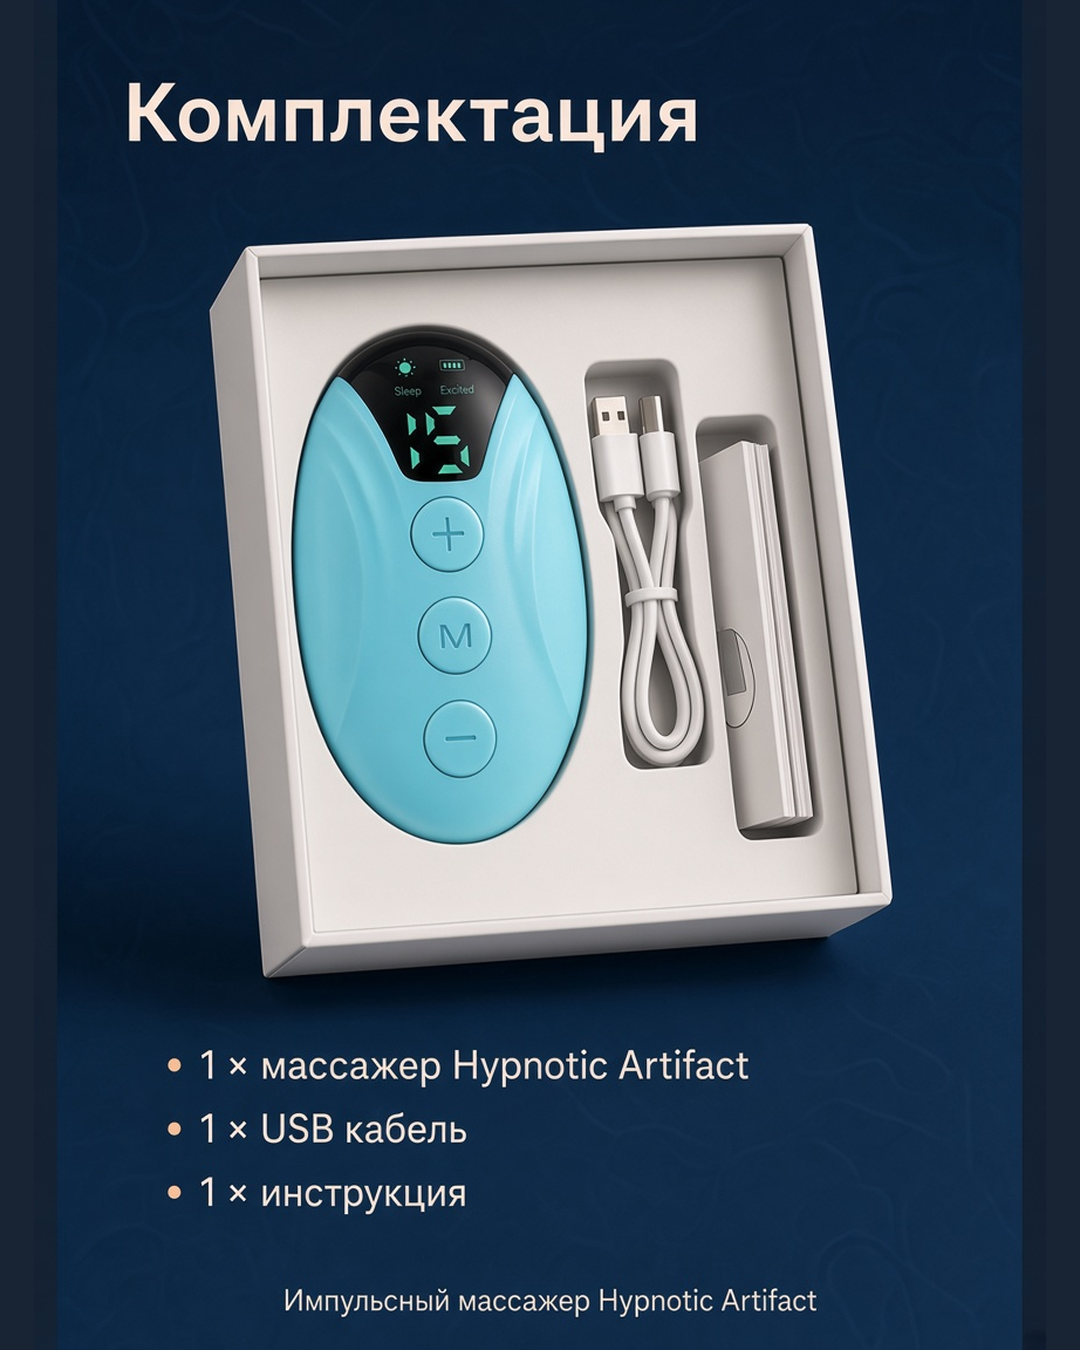 Комплектация
Sleep Excited
15
M
• 1 × массажер Hypnotic Artifact
• 1 × USB кабель
• 1 × инструкция
Импульсный массажер Hypnotic Artifact